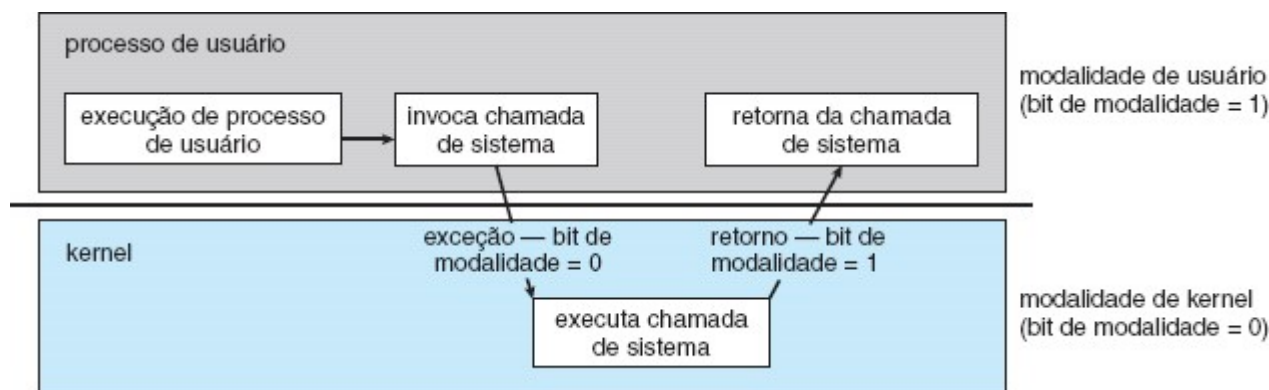 processo de usuário
execução de processo
de usuário
invoca chamada
de sistema
retorna da chamada
de sistema
modalidade de usuário
(bit de modalidade = 1)
kernel
exceção — bit de
modalidade = 0
retorno — bit de
modalidade = 1
executa chamada
de sistema
modalidade de kernel
(bit de modalidade = 0)